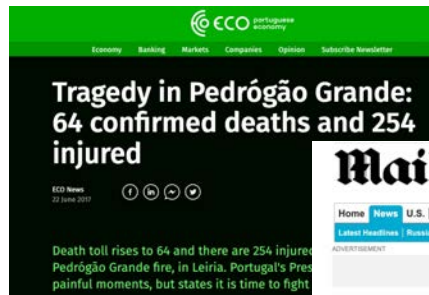 ECO portuguese economy
Economy Banking Markets Companies Opinion Subscribe Newsletter
Tragedy in Pedrógão Grande:
64 confirmed deaths and 254
injured
ECO News
22 June 2017
Mai
Home News U.S.
Latest Headlines Russia
ADVERTISEMENT
Death toll rises to 64 and there are 254 injured
Pedrógão Grande fire, in Leiria. Portugal's Pres
painful moments, but states it is time to fight